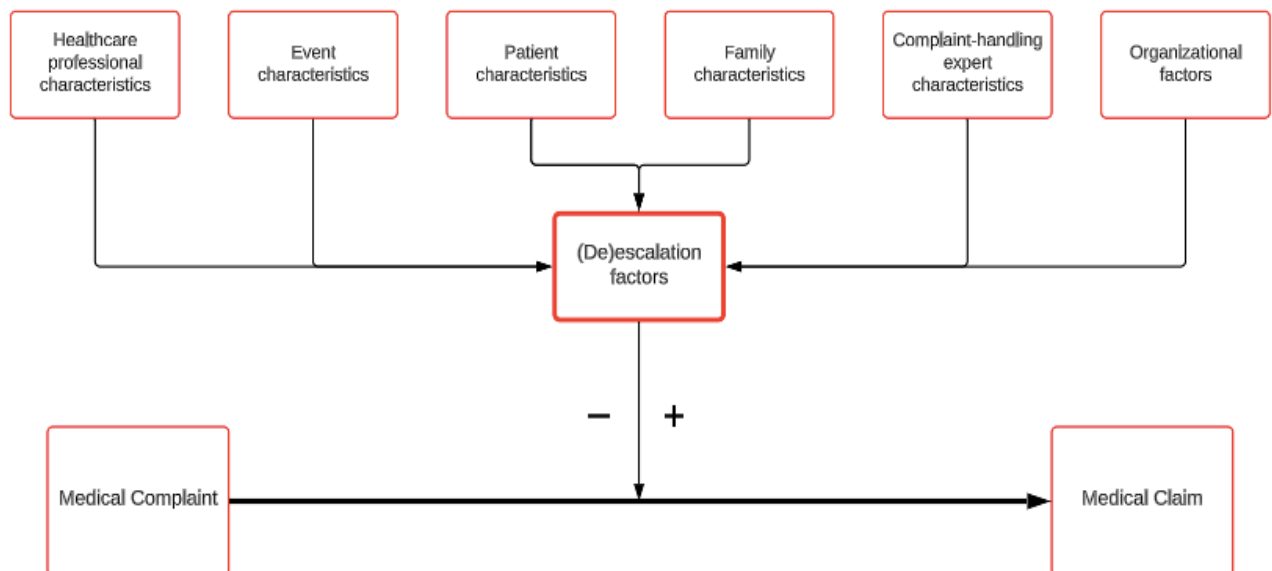 Healthcare
professional
characteristics
Event
characteristics
Patient
characteristics
Family
characteristics
Complaint-handling
expert
characteristics
Organizational
factors
(De)escalation
factors
− +
Medical Complaint
Medical Claim